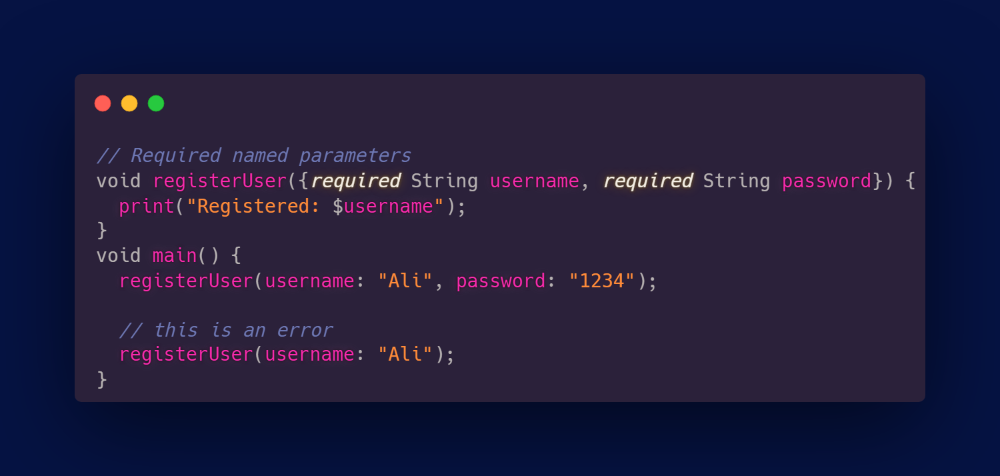 // Required named parameters
void registerUser({required String username, required String password}) {
  print("Registered: $username");
}
void main() {
  registerUser(username: "Ali", password: "1234");

  // this is an error
  registerUser(username: "Ali");
}